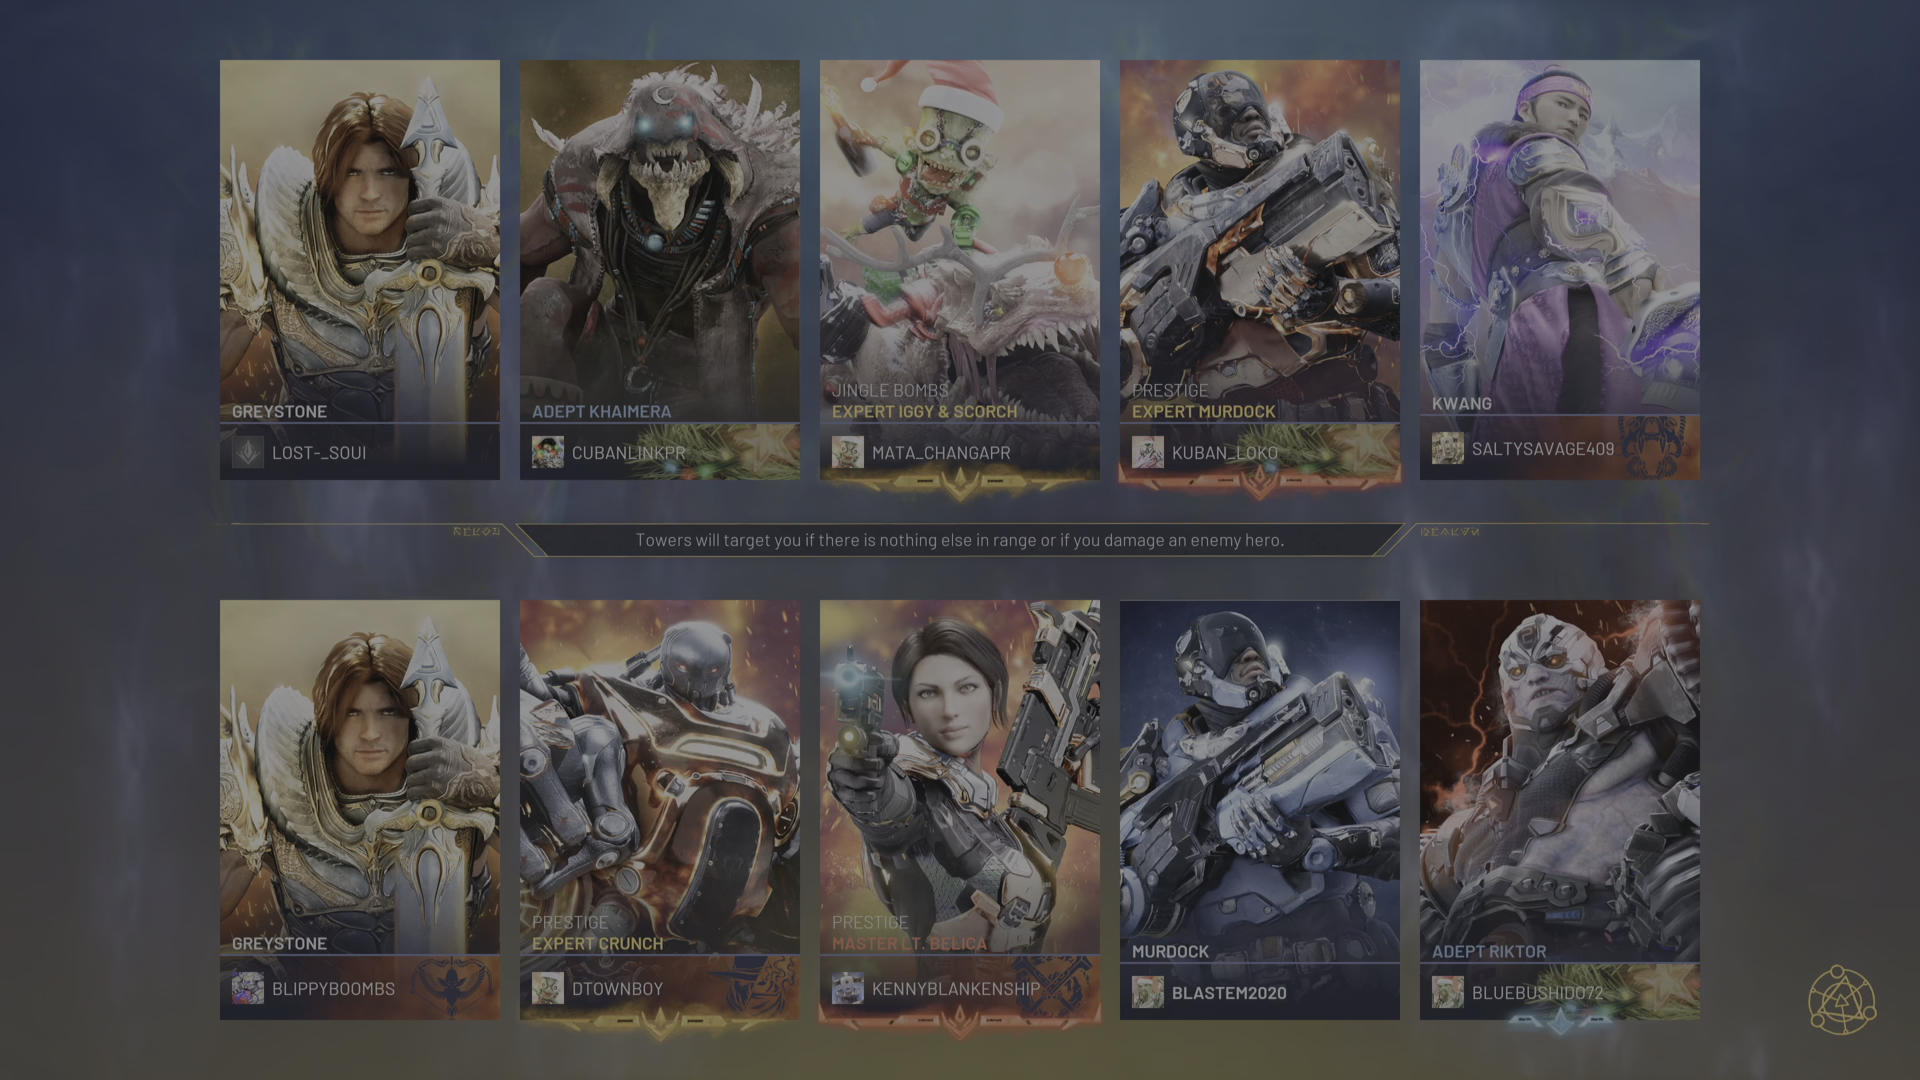 GREYSTONE
LOST-_SOUI
ADEPT KHAIMERA
CUBANLINKPR
JINGLE BOMBS
EXPERT IGGY & SCORCH
MATA_CHANGAPR
PRESTIGE
EXPERT MURDOCK
KUBAN_LOKO
KWANG
SALTYSAVAGE409
Towers will target you if there is nothing else in range or if you damage an enemy hero.
GREYSTONE
BLIPPYBOOMBS
PRESTIGE
EXPERT CRUNCH
DTOWNBOY
PRESTIGE
MASTER LT. BELICA
KENNYBLANKENSHIP
MURDOCK
BLASTEM2020
ADEPT RIKTOR
BLUEBUSHIDO72